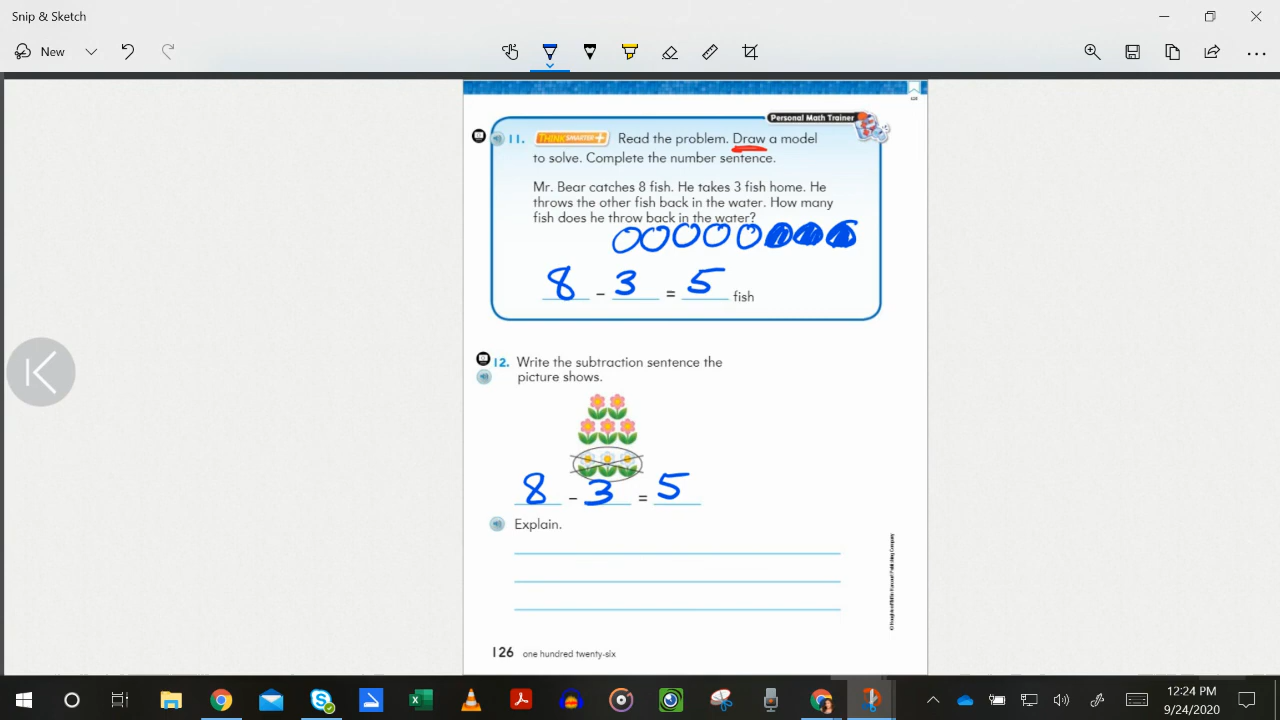 Snip & Sketch
New
Personal Math Trainer
11. THINKSMARTER+ Read the problem. Draw a model
to solve. Complete the number sentence.
Mr. Bear catches 8 fish. He takes 3 fish home. He
throws the other fish back in the water. How many
fish does he throw back in the water?
8 - 3 = 5 fish
12. Write the subtraction sentence the
picture shows.
8 - 3 = 5
Explain.
126 one hundred twenty-six
12:24 PM
9/24/2020